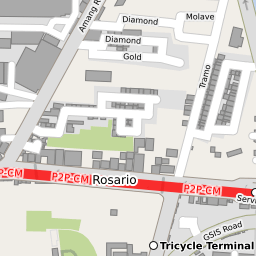 Diamond
Molave
Amang R
Diamond
Gold
Tramo
P2P-CM
P2P-CM
Rosario
P2P-CM
Servi
GSIS Road
Tricycle Terminal